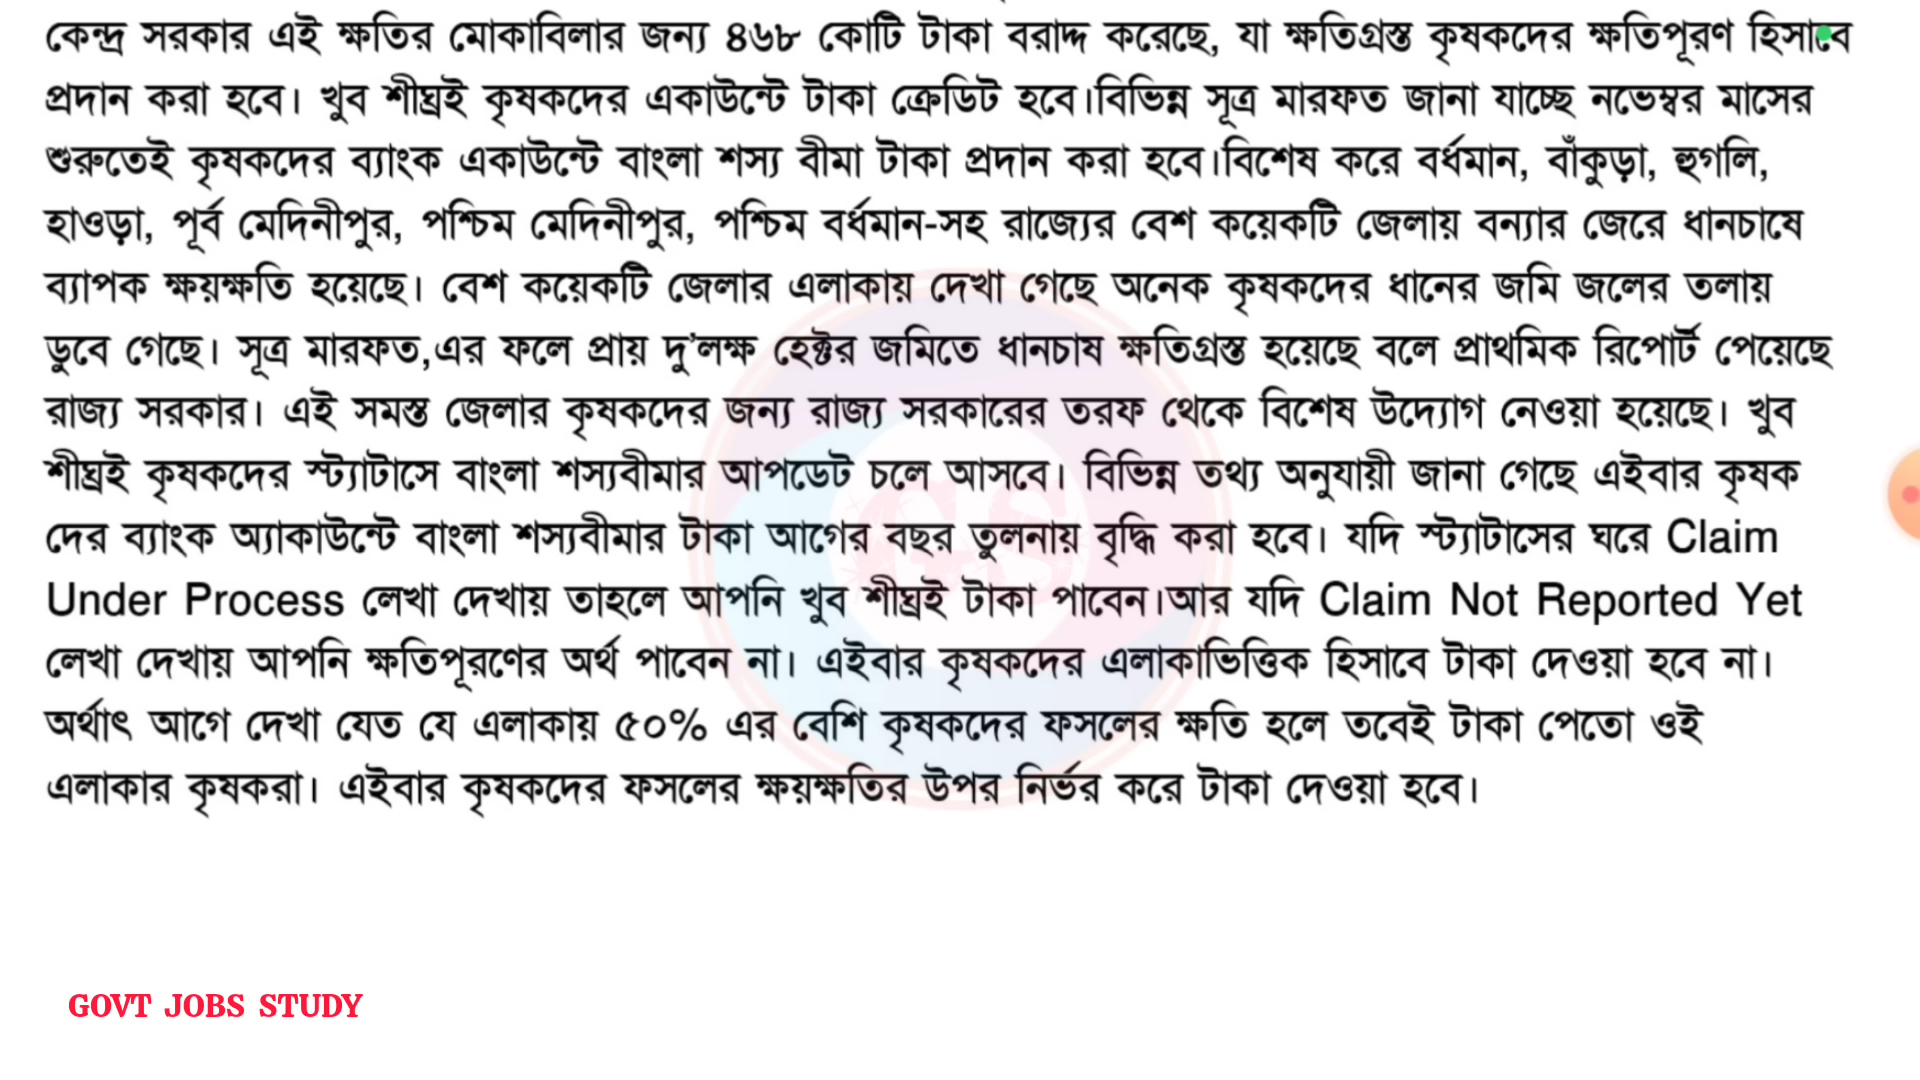 কেন্দ্র সরকার এই ক্ষতির মোকাবিলার জন্য ৪৬৮ কোটি টাকা বরাদ্দ করেছে, যা ক্ষতিগ্রস্ত কৃষকদের ক্ষতিপূরণ হিসাবে
প্রদান করা হবে। খুব শীঘ্রই কৃষকদের একাউন্টে টাকা ক্রেডিট হবে।বিভিন্ন সূত্র মারফত জানা যাচ্ছে নভেম্বর মাসের
শুরুতেই কৃষকদের ব্যাংক একাউন্টে বাংলা শস্য বীমা টাকা প্রদান করা হবে।বিশেষ করে বর্ধমান, বাঁকুড়া, হুগলি,
হাওড়া, পূর্ব মেদিনীপুর, পশ্চিম মেদিনীপুর, পশ্চিম বর্ধমান-সহ রাজ্যের বেশ কয়েকটি জেলায় বন্যার জেরে ধানচাষে
ব্যাপক ক্ষয়ক্ষতি হয়েছে। বেশ কয়েকটি জেলার এলাকায় দেখা গেছে অনেক কৃষকদের ধানের জমি জলের তলায়
ডুবে গেছে। সূত্র মারফত,এর ফলে প্রায় দু'লক্ষ হেক্টর জমিতে ধানচাষ ক্ষতিগ্রস্ত হয়েছে বলে প্রাথমিক রিপোর্ট পেয়েছে
রাজ্য সরকার। এই সমস্ত জেলার কৃষকদের জন্য রাজ্য সরকারের তরফ থেকে বিশেষ উদ্যোগ নেওয়া হয়েছে। খুব
শীঘ্রই কৃষকদের স্ট্যাটাসে বাংলা শস্যবীমার আপডেট চলে আসবে। বিভিন্ন তথ্য অনুযায়ী জানা গেছে এইবার কৃষক
দের ব্যাংক অ্যাকাউন্টে বাংলা শস্যবীমার টাকা আগের বছর তুলনায় বৃদ্ধি করা হবে। যদি স্ট্যাটাসের ঘরে Claim
Under Process লেখা দেখায় তাহলে আপনি খুব শীঘ্রই টাকা পাবেন।আর যদি Claim Not Reported Yet
লেখা দেখায় আপনি ক্ষতিপূরণের অর্থ পাবেন না। এইবার কৃষকদের এলাকাভিত্তিক হিসাবে টাকা দেওয়া হবে না।
অর্থাৎ আগে দেখা যেত যে এলাকায় ৫০% এর বেশি কৃষকদের ফসলের ক্ষতি হলে তবেই টাকা পেতো ওই
এলাকার কৃষকরা। এইবার কৃষকদের ফসলের ক্ষয়ক্ষতির উপর নির্ভর করে টাকা দেওয়া হবে।
GS
GOVT JOBS STUDY